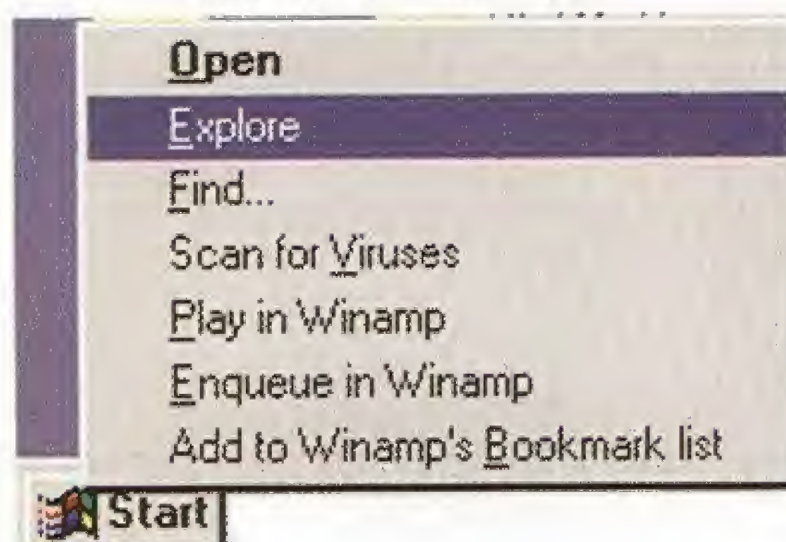 Open
Explore
Find...
Scan for Viruses
Play in Winamp
Enqueue in Winamp
Add to Winamp's Bookmark list
Start